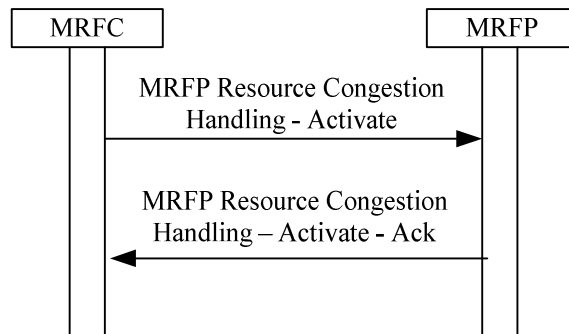 MRFC
MRFP
MRFP Resource Congestion
Handling - Activate
MRFP Resource Congestion
Handling – Activate - Ack